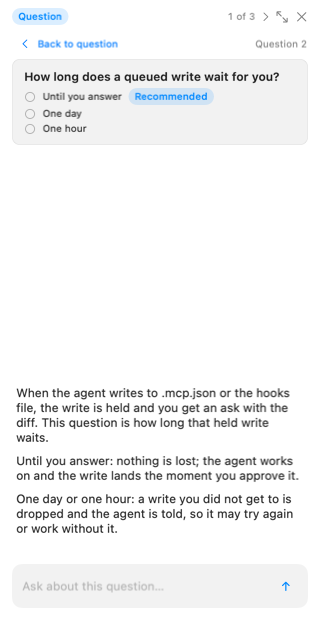 Question
1 of 3
Back to question
Question 2
How long does a queued write wait for you?
Until you answer Recommended
One day
One hour
When the agent writes to .mcp.json or the hooks
file, the write is held and you get an ask with the
diff. This question is how long that held write
waits.
Until you answer: nothing is lost; the agent works
on and the write lands the moment you approve it.
One day or one hour: a write you did not get to is
dropped and the agent is told, so it may try again
or work without it.
Ask about this question...